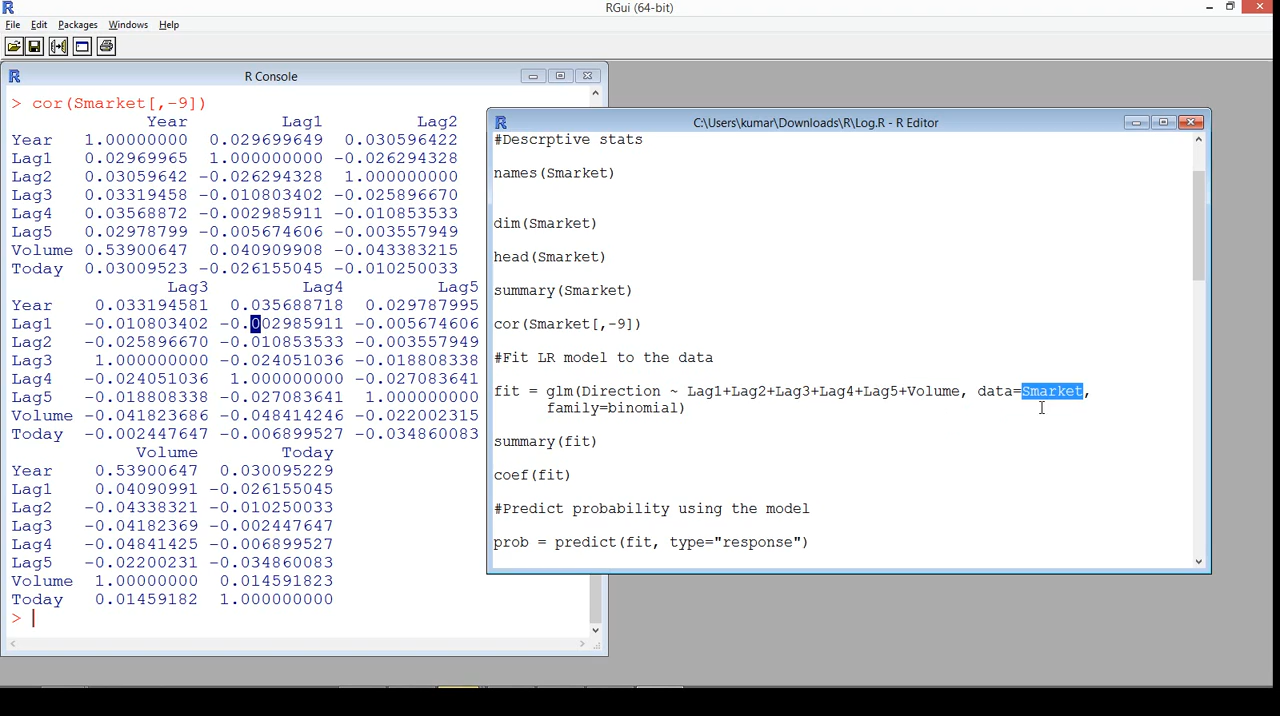 RGui (64-bit)
File Edit Packages Windows Help
R Console
> cor(Smarket[,-9])
Year Lag1 Lag2
Year 1.00000000 0.029699649 0.030596422
Lag1 0.02969965 1.000000000 -0.026294328
Lag2 0.03059642 -0.026294328 1.000000000
Lag3 0.03319458 -0.010803402 -0.025896670
Lag4 0.03568872 -0.002985911 -0.010853533
Lag5 0.02978799 -0.005674606 -0.003557949
Volume 0.53900647 0.040909908 -0.043383215
Today 0.03009523 -0.026155045 -0.010250033
Lag3 Lag4 Lag5
Year 0.033194581 0.035688718 0.029787995
Lag1 -0.010803402 -0.002985911 -0.005674606
Lag2 -0.025896670 -0.010853533 -0.003557949
Lag3 1.000000000 -0.024051036 -0.018808338
Lag4 -0.024051036 1.000000000 -0.027083641
Lag5 -0.018808338 -0.027083641 1.000000000
Volume -0.041823686 -0.048414246 -0.022002315
Today -0.002447647 -0.006899527 -0.034860083
Volume Today
Year 0.53900647 0.030095229
Lag1 0.04090991 -0.026155045
Lag2 -0.04338321 -0.010250033
Lag3 -0.04182369 -0.002447647
Lag4 -0.04841425 -0.006899527
Lag5 -0.02200231 -0.034860083
Volume 1.00000000 0.014591823
Today 0.01459182 1.000000000
>
C:\Users\kumar\Downloads\R\Log.R - R Editor
#Descrptive stats
names(Smarket)
dim(Smarket)
head(Smarket)
summary(Smarket)
cor(Smarket[,-9])
#Fit LR model to the data
fit = glm(Direction ~ Lag1+Lag2+Lag3+Lag4+Lag5+Volume, data=Smarket,
family=binomial)
summary(fit)
coef(fit)
#Predict probability using the model
prob = predict(fit, type="response")